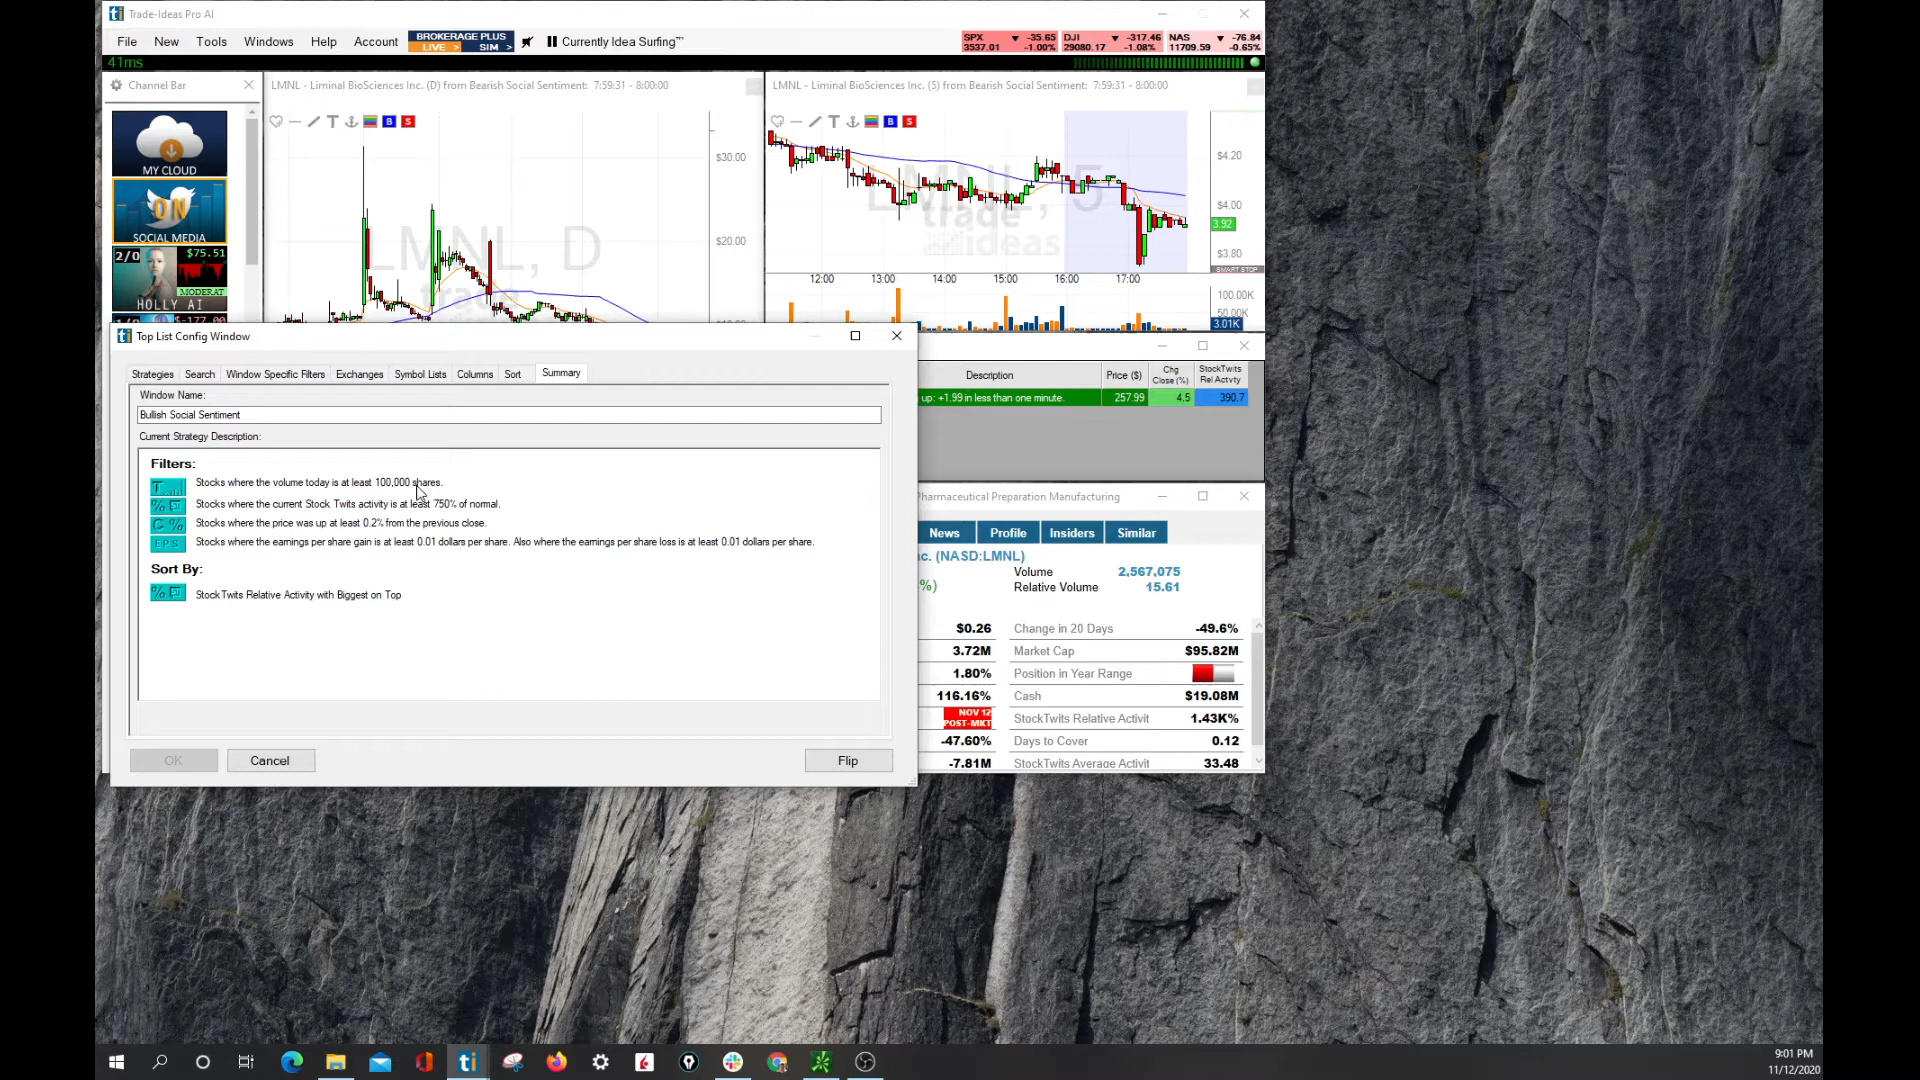 Trade-Ideas Pro AI
File New Tools Windows Help Account
BROKERAGE PLUS
LIVE > SIM >
Currently Idea Surfing™
SPX -35.65
3537.01 -1.00%
DJI -317.46
29080.17 -1.08%
NAS -76.84
11709.59 -0.65%
41ms
Channel Bar
MY CLOUD
ON
SOCIAL MEDIA
2/0 $75.51
MODERAT
HOLLY AI
$-177.00
LMNL - Liminal BioSciences Inc. (D) from Bearish Social Sentiment: 7:59:31 - 8:00:00
T B S
LMNL, D
trade
$30.00
$20.00
LMNL - Liminal BioSciences Inc. (5) from Bearish Social Sentiment: 7:59:31 - 8:00:00
T B S
LMNL, 5
trade
ideas
$4.20
$4.00
3.92
$3.80
SMART STOP
12:00 13:00 14:00 15:00 16:00 17:00
100.00K
50.00K
3.01K
Top List Config Window
Strategies Search Window Specific Filters Exchanges Symbol Lists Columns Sort Summary
Window Name:
Bullish Social Sentiment
Current Strategy Description:
Filters:
Stocks where the volume today is at least 100,000 shares.
Stocks where the current Stock Twits activity is at least 750% of normal.
Stocks where the price was up at least 0.2% from the previous close.
Stocks where the earnings per share gain is at least 0.01 dollars per share. Also where the earnings per share loss is at least 0.01 dollars per share.
Sort By:
StockTwits Relative Activity with Biggest on Top
OK Cancel Flip
Description Price ($) Chg Close (%) StockTwits Rel Actvty
up: +1.99 in less than one minute. 257.99 4.5 390.7
Pharmaceutical Preparation Manufacturing
News Profile Insiders Similar
nc. (NASD:LMNL)
Volume 2,567,075
%) Relative Volume 15.61
$0.26 Change in 20 Days -49.6%
3.72M Market Cap $95.82M
1.80% Position in Year Range
116.16% Cash $19.08M
NOV 12 POST-MKT StockTwits Relative Activit 1.43K%
-47.60% Days to Cover 0.12
-7.81M StockTwits Average Activit 33.48
9:01 PM
11/12/2020